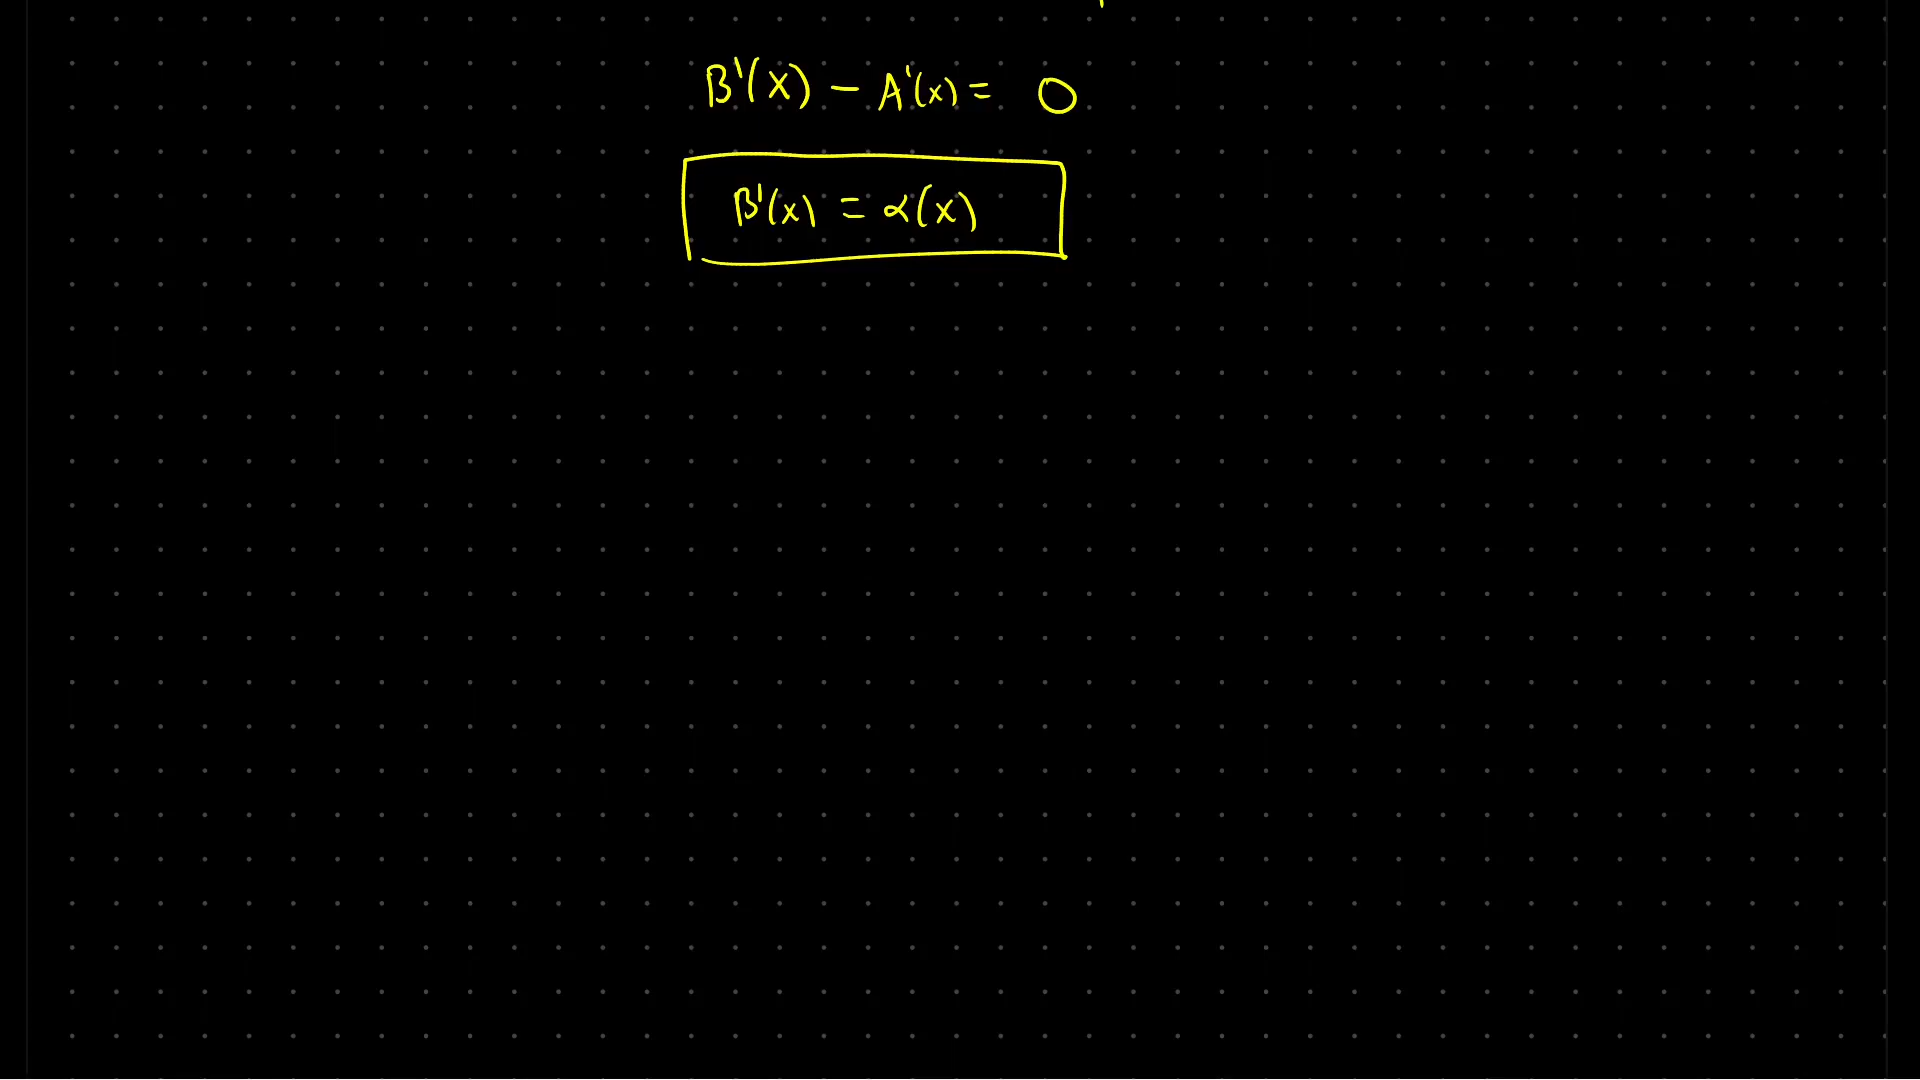 B'(x) - A'(x) = 0
B'(x) = α(x)